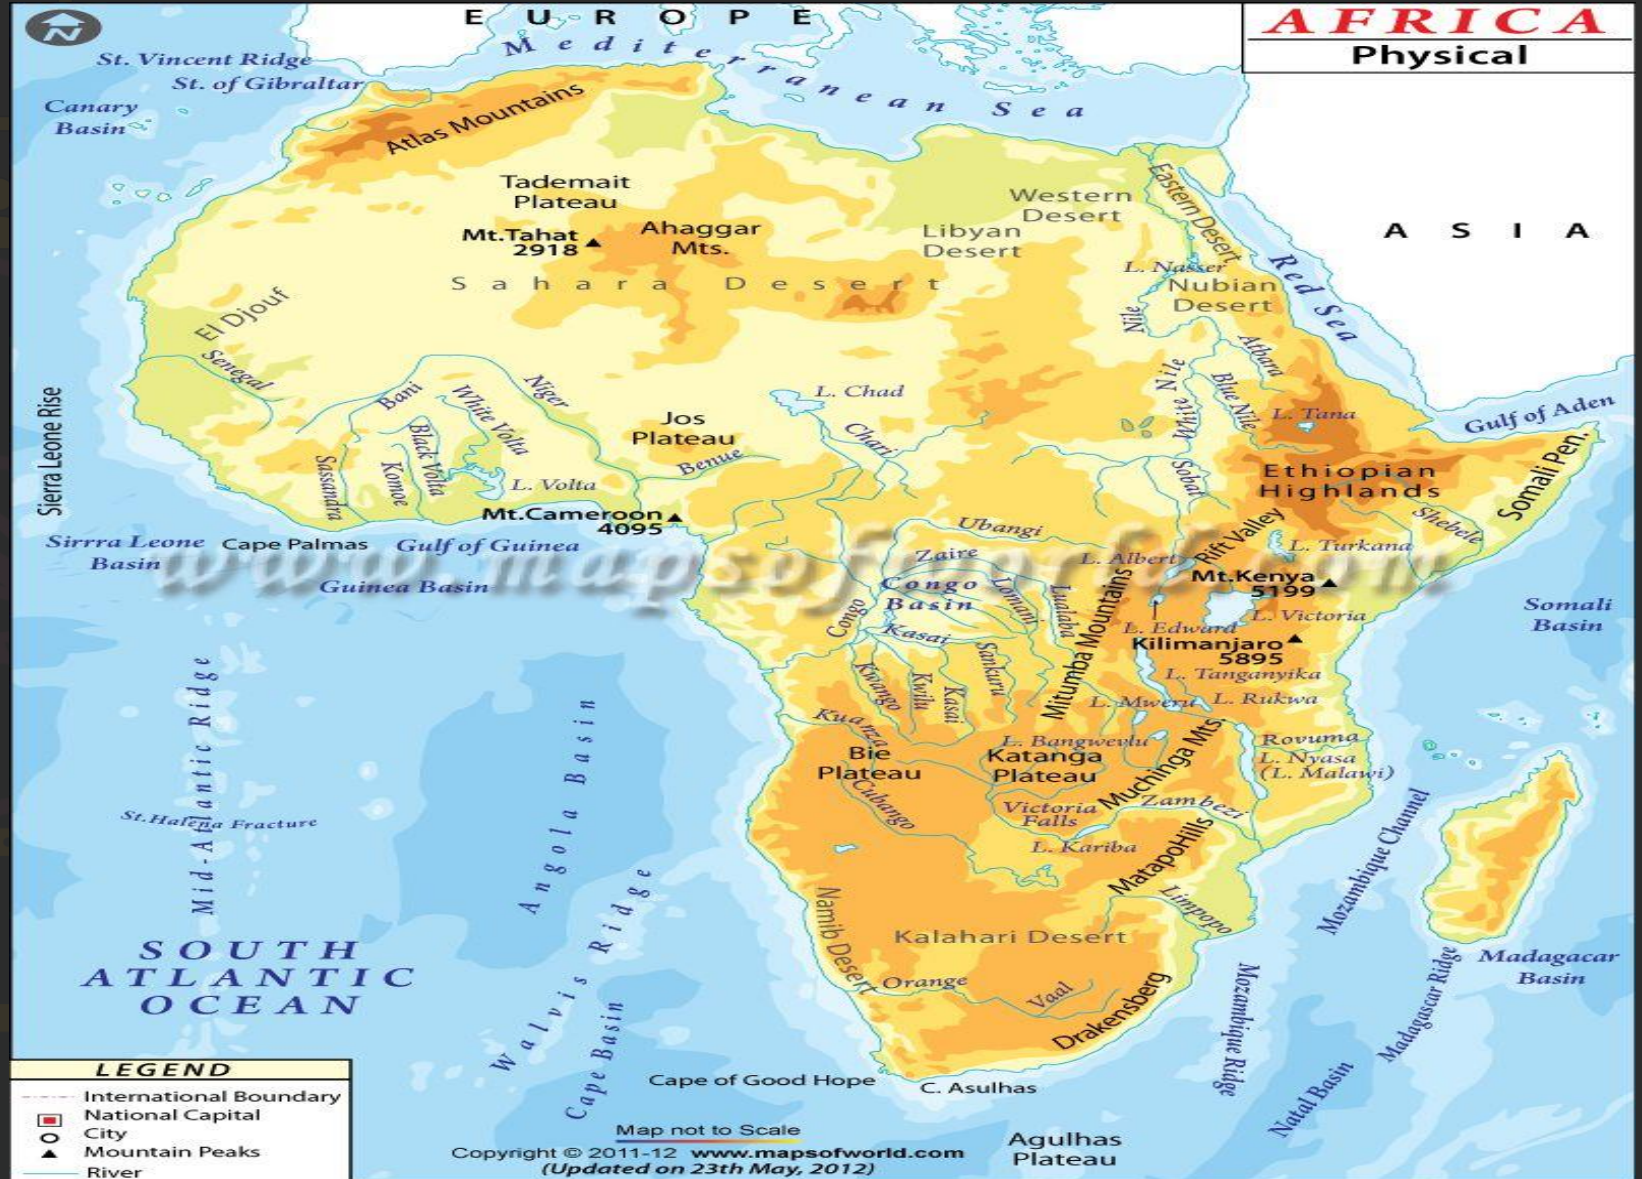 EUROPE
AFRICA
Physical
N
St. Vincent Ridge
St. of Gibraltar
Mediterranean Sea
Canary
Basin
Atlas Mountains
Tademait
Plateau
Mt.Tahat
2918
Ahaggar
Mts.
Western
Desert
Libyan
Desert
Eastern Desert
ASIA
Red Sea
Sahara Desert
L. Nasser
Nubian
Desert
Nile
El Djouf
Senegal
Bani
White Volta
Niger
Black Volta
Komoe
Sassandra
L. Volta
Jos
Plateau
Benue
L. Chad
Chari
Atbara
White Nile
Blue Nile
L. Tana
Gulf of Aden
Sobat
Ethiopian
Highlands
Somali Pen.
Shebele
Sierra Leone Rise
Mt.Cameroon
4095
Sirrra Leone
Basin
Cape Palmas
Gulf of Guinea
Guinea Basin
www.mapsofworld.com
Ubangi
Zaire
Congo
Basin
Congo
Lomani
Lualaba
Kasai
Sankuru
Kwango
Kwilu
Kasai
L. Albert
Rift Valley
L. Turkana
Mt.Kenya
5199
L. Victoria
L. Edward
Kilimanjaro
5895
Mitumba Mountains
L. Tanganyika
L. Mweru
L. Rukwa
Somali
Basin
Kuanza
Bie
Plateau
Cubango
L. Bangwevlu
Katanga
Plateau
Muchinga Mts.
Rovuma
L. Nyasa
(L. Malawi)
Victoria
Falls
Zambezi
L. Kariba
MatapoHills
Limpopo
Mozambique Channel
Mid-Atlantic Ridge
St.Halena Fracture
Angola Basin
Walvis Ridge
Cape Basin
SOUTH
ATLANTIC
OCEAN
Namib Desert
Kalahari Desert
Orange
Vaal
Drakensberg
Madagacar
Basin
Madagascar Ridge
Mozambique Ridge
Natal Basin
Cape of Good Hope
C. Asulhas
Agulhas
Plateau
LEGEND
International Boundary
National Capital
City
Mountain Peaks
River
Map not to Scale
Copyright © 2011-12 www.mapsofworld.com
(Updated on 23th May, 2012)